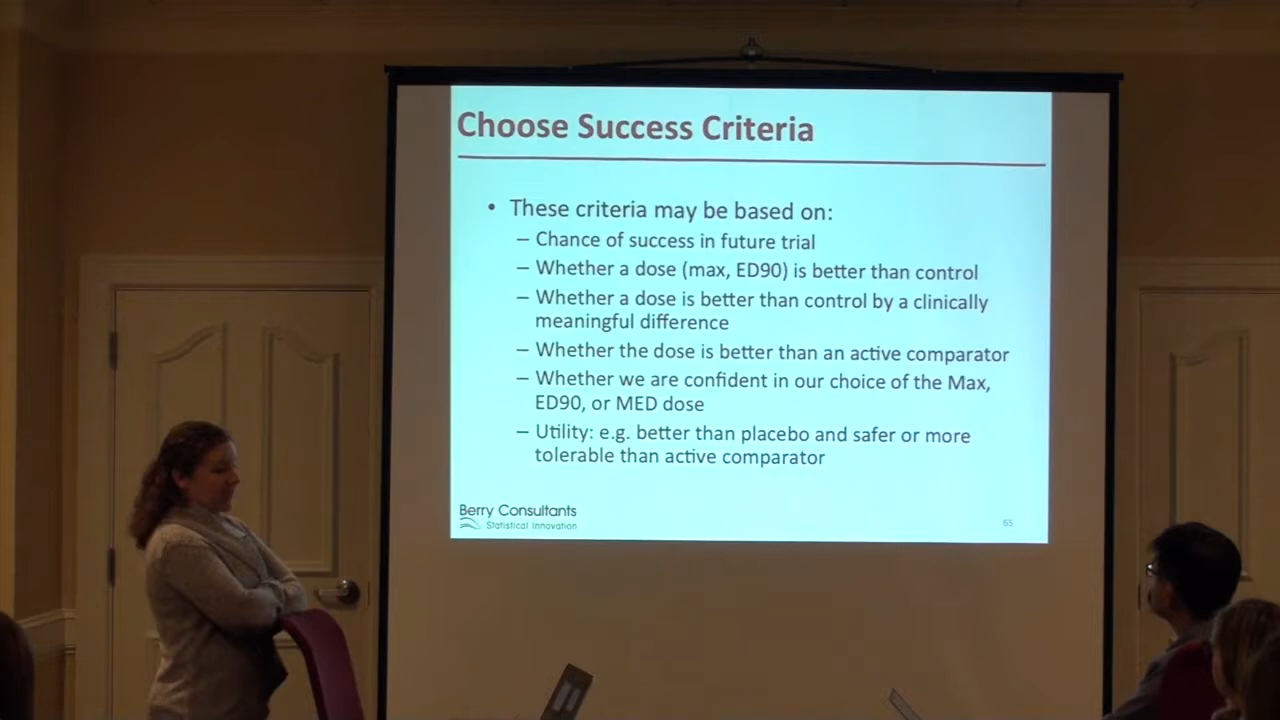 Choose Success Criteria
• These criteria may be based on:
– Chance of success in future trial
– Whether a dose (max, ED90) is better than control
– Whether a dose is better than control by a clinically
meaningful difference
– Whether the dose is better than an active comparator
– Whether we are confident in our choice of the Max,
ED90, or MED dose
– Utility: e.g. better than placebo and safer or more
tolerable than active comparator
Berry Consultants
Statistical Innovation
65